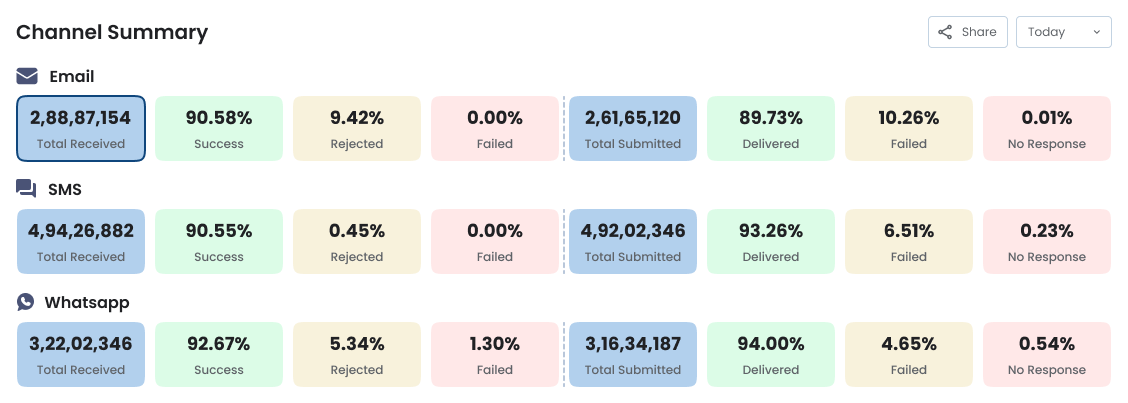 Channel Summary
Share
Today
Email
2,88,87,154 90.58% 9.42% 0.00% 2,61,65,120 89.73% 10.26% 0.01%
Total Received Success Rejected Failed Total Submitted Delivered Failed No Response
SMS
4,94,26,882 90.55% 0.45% 0.00% 4,92,02,346 93.26% 6.51% 0.23%
Total Received Success Rejected Failed Total Submitted Delivered Failed No Response
Whatsapp
3,22,02,346 92.67% 5.34% 1.30% 3,16,34,187 94.00% 4.65% 0.54%
Total Received Success Rejected Failed Total Submitted Delivered Failed No Response